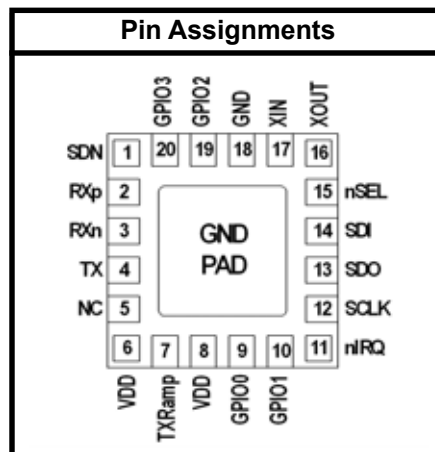 Pin Assignments
GPIO3
GPIO2
GND
XIN
XOUT
SDN 1 20 19 18 17 16
RXp 2 15 nSEL
RXn 3 GND 14 SDI
TX 4 PAD 13 SDO
NC 5 12 SCLK
6 7 8 9 10 11 nIRQ
VDD
TXRamp
VDD
GPIO0
GPIO1